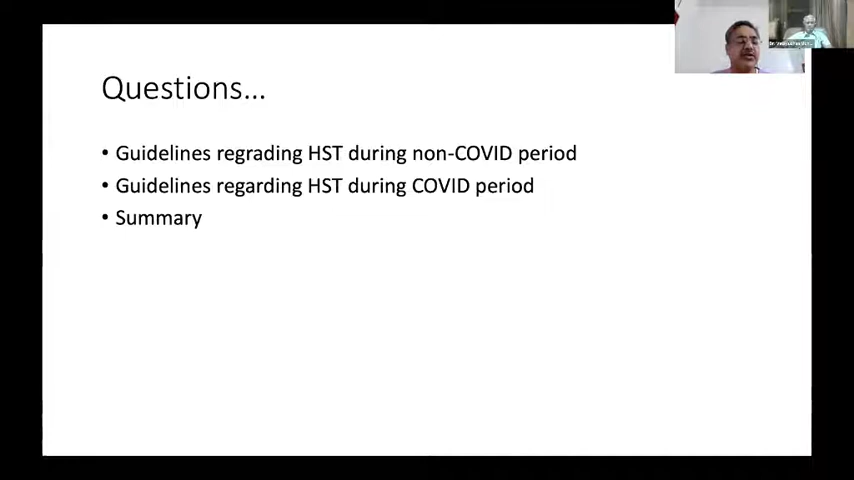 Questions...
• Guidelines regrading HST during non-COVID period
• Guidelines regarding HST during COVID period
• Summary